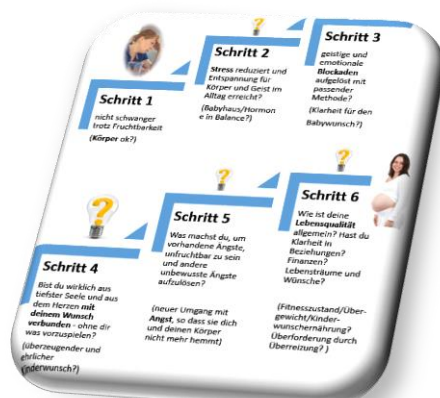 Schritt 1
nicht schwanger
trotz Fruchtbarkeit
(Körper ok?)
Schritt 2
Stress reduziert und
Entspannung für
Körper und Geist im
Alltag erreicht?
(Babyhaus/Hormon
e in Balance?)
Schritt 3
geistige und
emotionale
Blockaden
aufgelöst mit
passender
Methode?
(Klarheit für den
Babywunsch?)
Schritt 4
Bist du wirklich aus
tiefster Seele und aus
dem Herzen mit
deinem Wunsch
verbunden - ohne dir
was vorzuspielen?
(überzeugender und
ehrlicher
Kinderwunsch?)
Schritt 5
Was machst du, um
vorhandene Ängste,
unfruchtbar zu sein
und andere
unbewusste Ängste
aufzulösen?
(neuer Umgang mit
Angst, so dass sie dich
und deinen Körper
nicht mehr hemmt)
Schritt 6
Wie ist deine
Lebensqualität
allgemein? Hast du
Klarheit in
Beziehungen?
Finanzen?
Lebensträume und
Wünsche?
(Fitnesszustand/Über-
gewicht/Kinder-
wunschernährung?
Überforderung durch
Überreizung? )